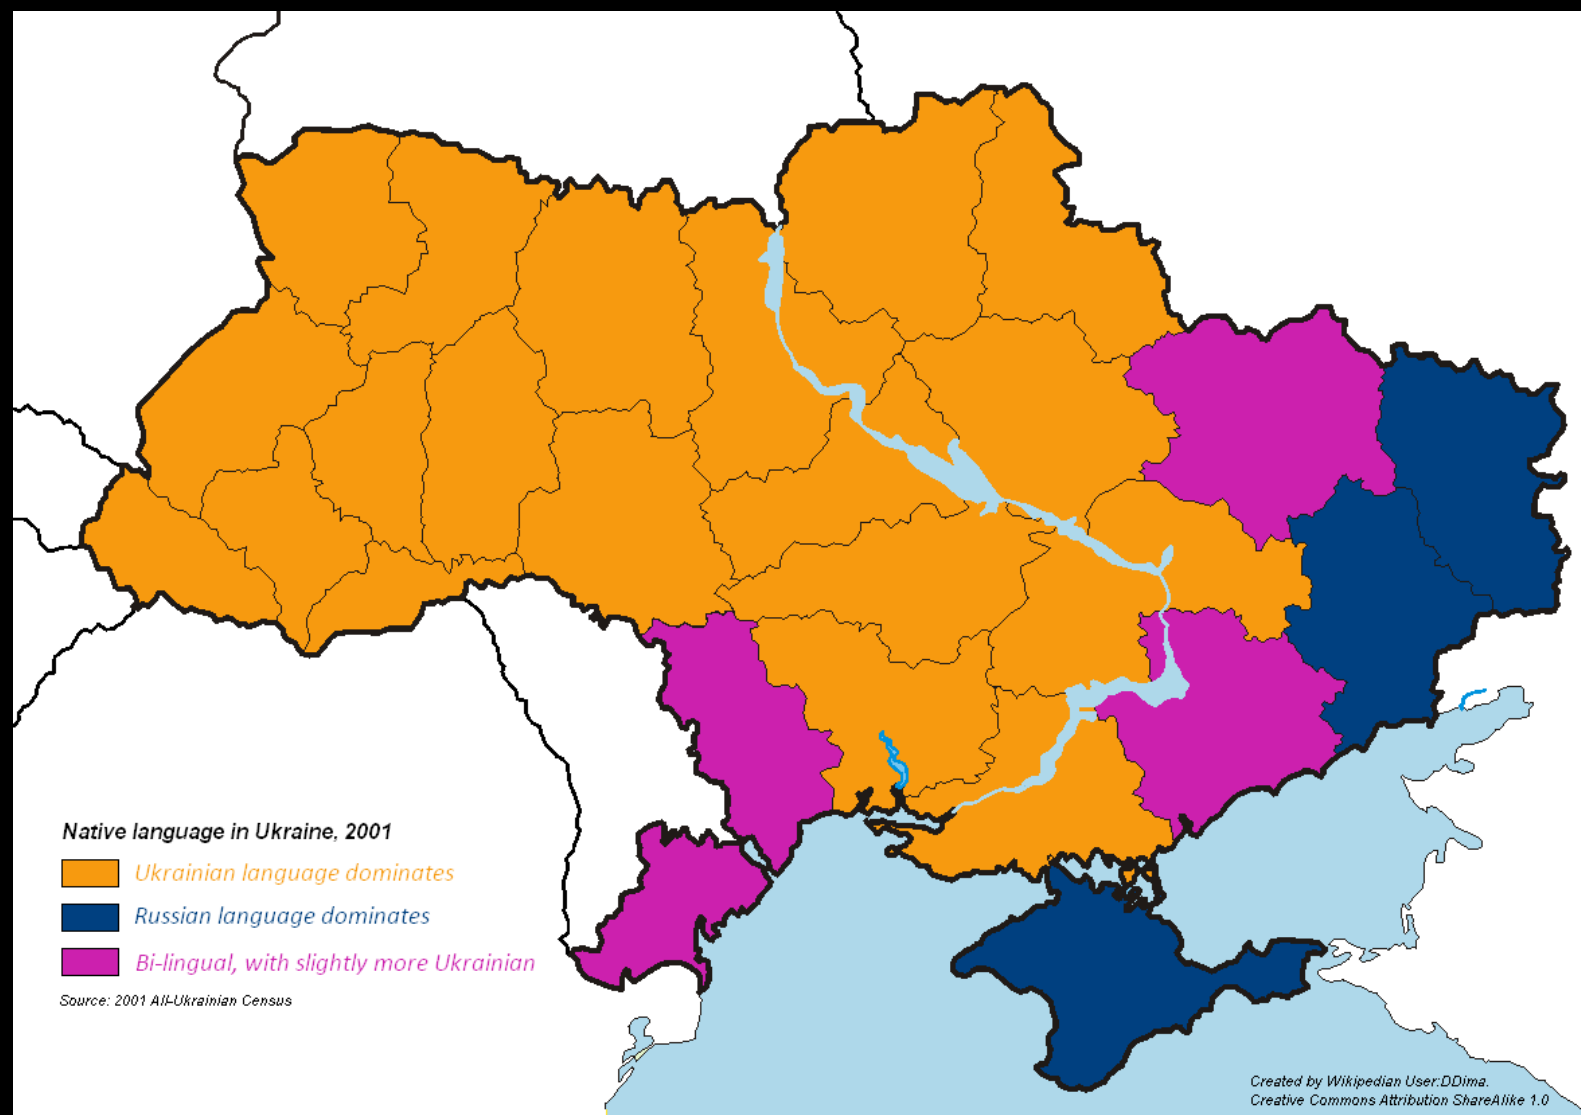 Native language in Ukraine, 2001
Ukrainian language dominates
Russian language dominates
Bi-lingual, with slightly more Ukrainian
Source: 2001 All-Ukrainian Census
Created by Wikipedian User:DDima.
Creative Commons Attribution ShareAlike 1.0